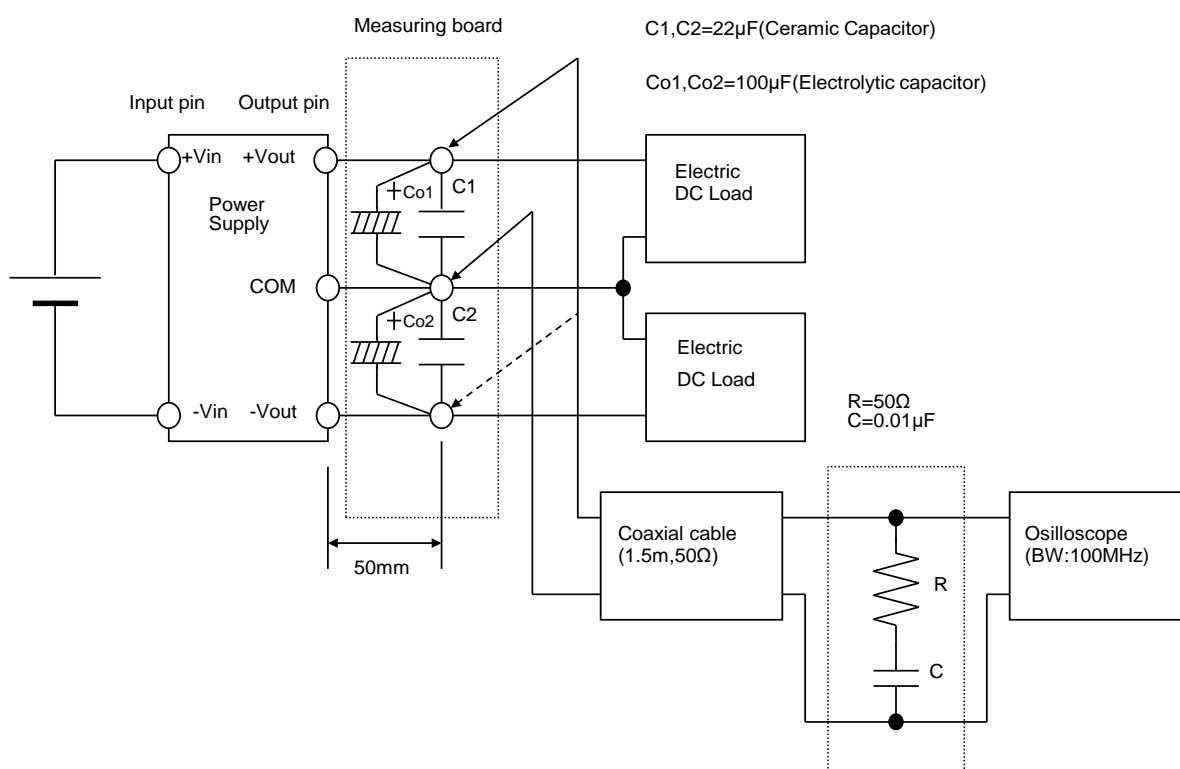 Measuring board
C1,C2=22µF(Ceramic Capacitor)
Co1,Co2=100µF(Electrolytic capacitor)
Input pin
Output pin
+Vin
+Vout
Power
Supply
COM
-Vin
-Vout
+Co1
C1
+Co2
C2
Electric
DC Load
Electric
DC Load
50mm
R=50Ω
C=0.01µF
Coaxial cable
(1.5m,50Ω)
R
C
Osilloscope
(BW:100MHz)